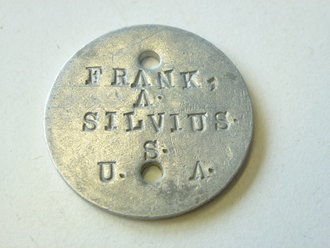 FRANK,
A.
SILVIUS.
S.
U. A.